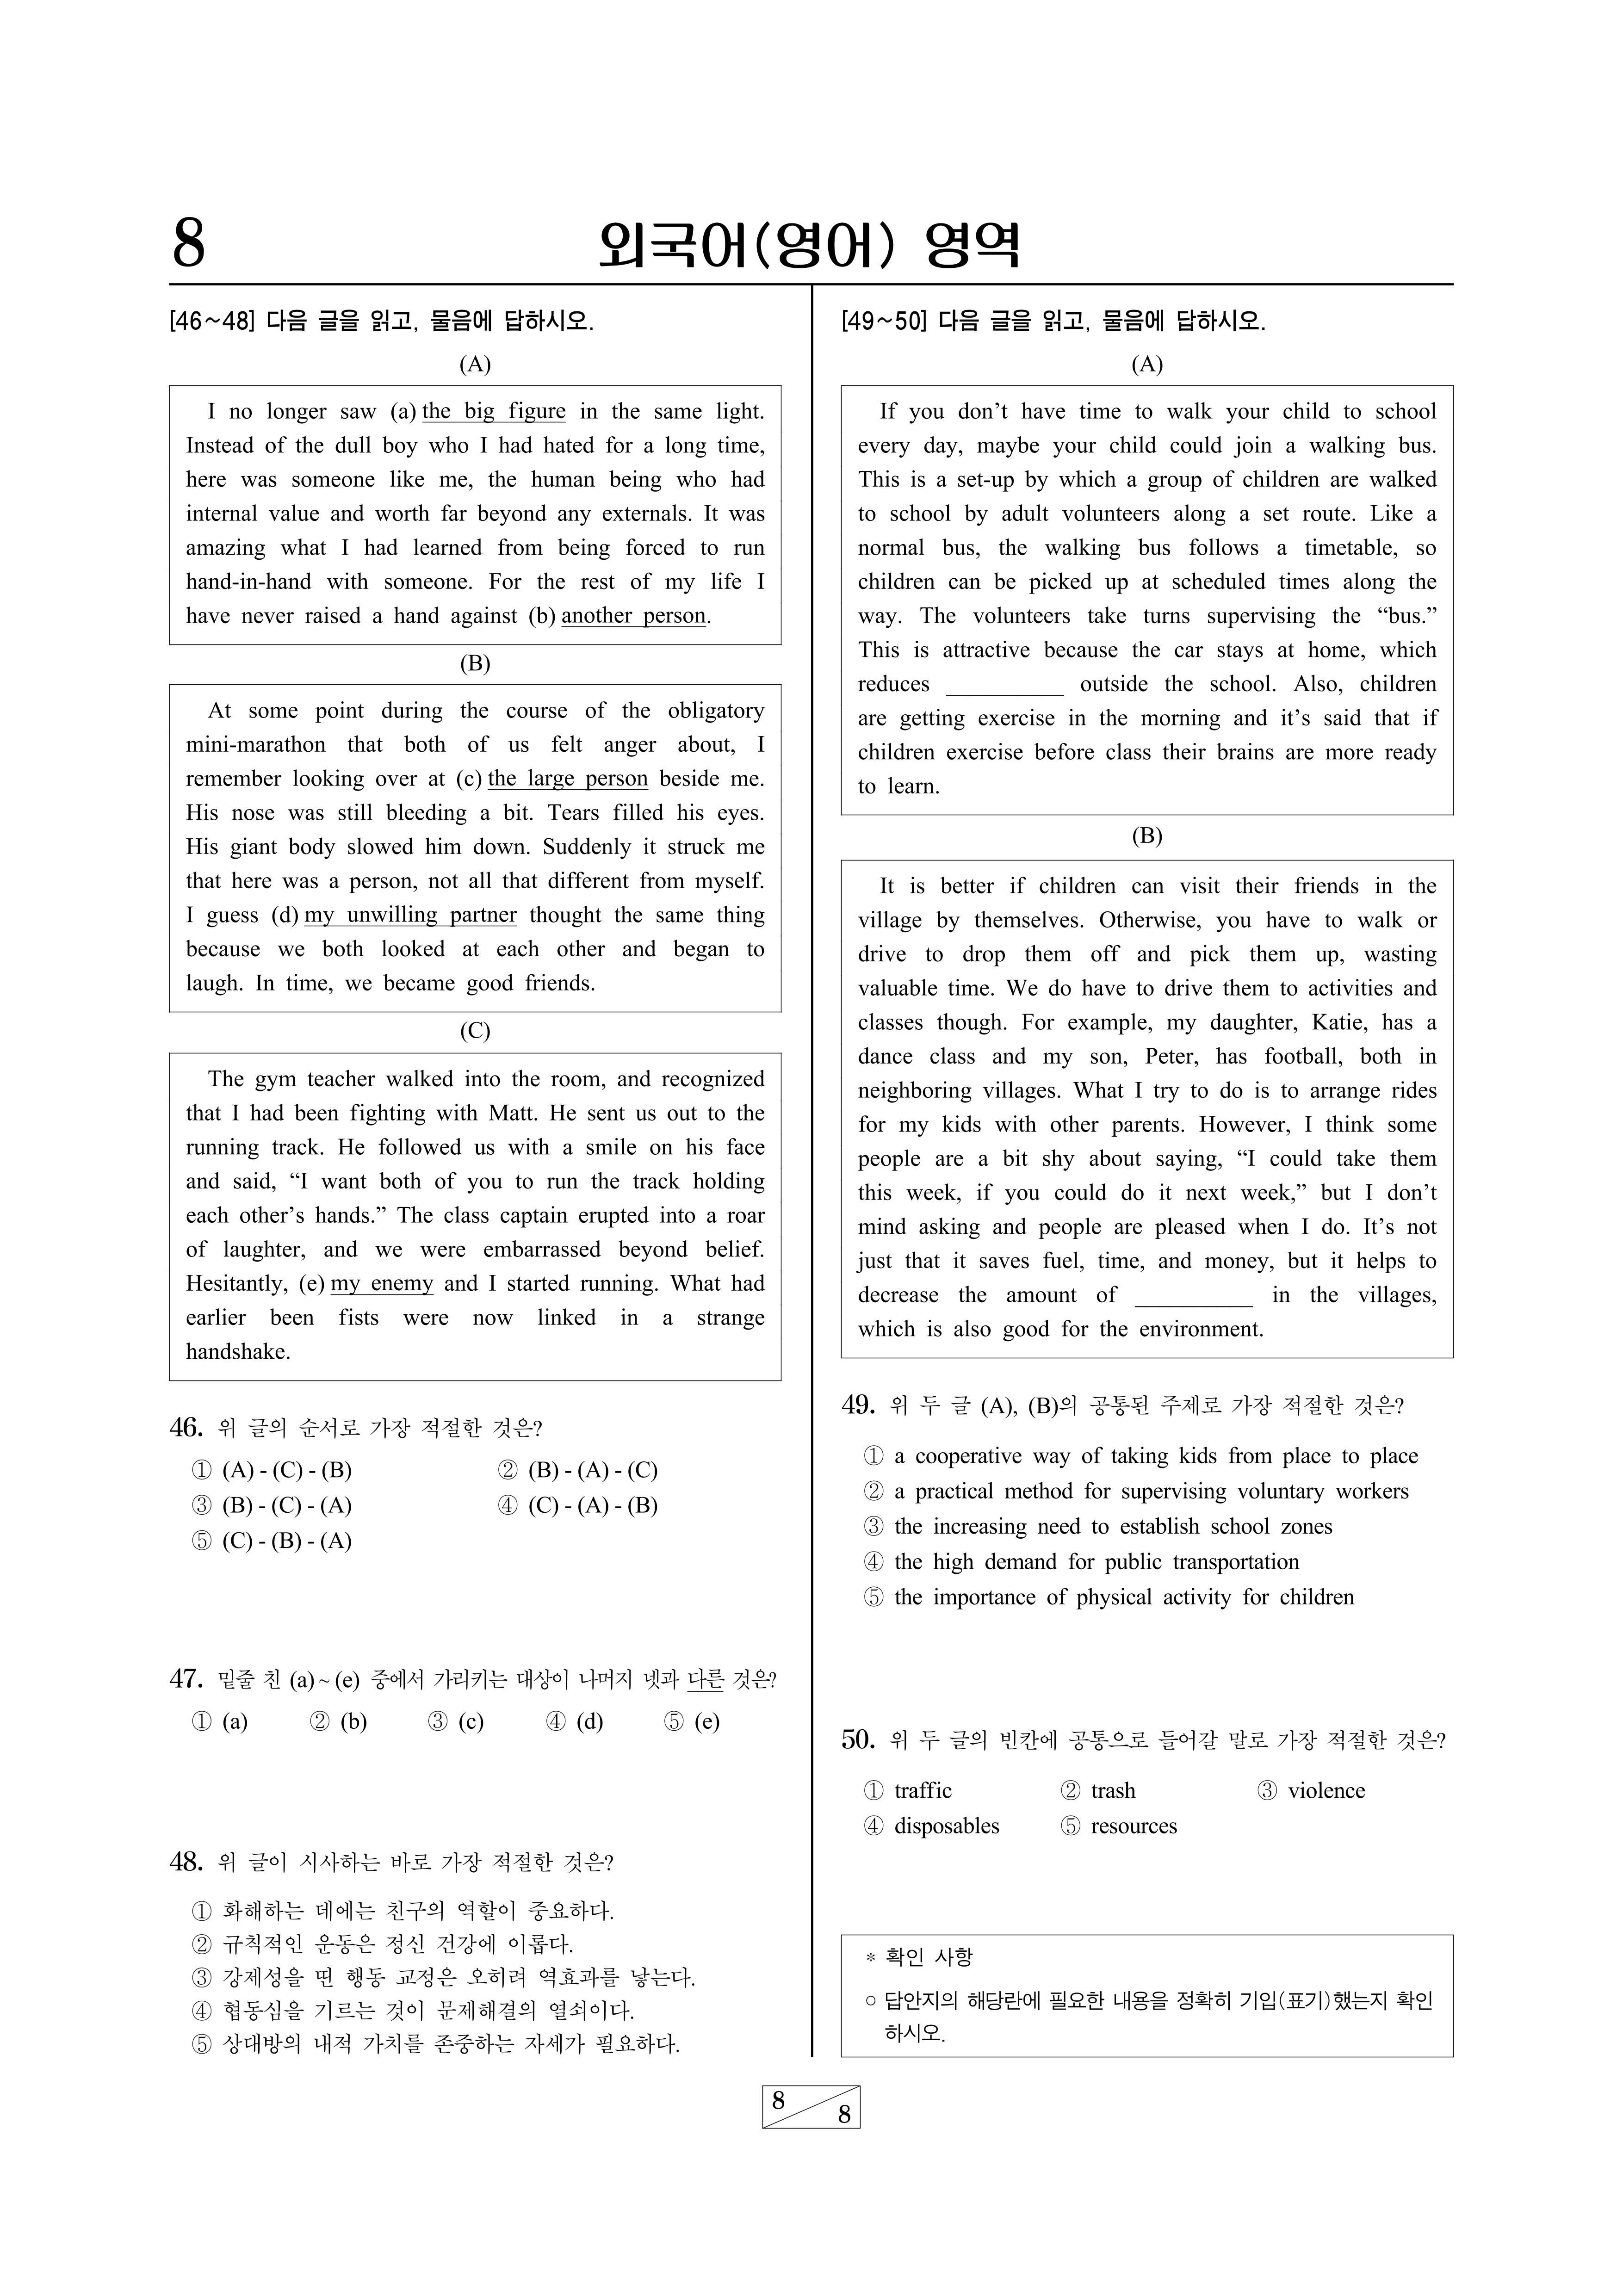 8
외국어(영어) 영역
[46~48] 다음 글을 읽고, 물음에 답하시오.
(A)
I no longer saw (a) the big figure in the same light.
Instead of the dull boy who I had hated for a long time,
here was someone like me, the human being who had
internal value and worth far beyond any externals. It was
amazing what I had learned from being forced to run
hand-in-hand with someone. For the rest of my life I
have never raised a hand against (b) another person.
(B)
At some point during the course of the obligatory
mini-marathon that both of us felt anger about, I
remember looking over at (c) the large person beside me.
His nose was still bleeding a bit. Tears filled his eyes.
His giant body slowed him down. Suddenly it struck me
that here was a person, not all that different from myself.
I guess (d) my unwilling partner thought the same thing
because we both looked at each other and began to
laugh. In time, we became good friends.
(C)
The gym teacher walked into the room, and recognized
that I had been fighting with Matt. He sent us out to the
running track. He followed us with a smile on his face
and said, “I want both of you to run the track holding
each other’s hands.” The class captain erupted into a roar
of laughter, and we were embarrassed beyond belief.
Hesitantly, (e) my enemy and I started running. What had
earlier been fists were now linked in a strange
handshake.
46. 위 글의 순서로 가장 적절한 것은?
① (A) - (C) - (B) ② (B) - (A) - (C)
③ (B) - (C) - (A) ④ (C) - (A) - (B)
⑤ (C) - (B) - (A)
47. 밑줄 친 (a) ~ (e) 중에서 가리키는 대상이 나머지 넷과 다른 것은?
① (a) ② (b) ③ (c) ④ (d) ⑤ (e)
48. 위 글이 시사하는 바로 가장 적절한 것은?
① 화해하는 데에는 친구의 역할이 중요하다.
② 규칙적인 운동은 정신 건강에 이롭다.
③ 강제성을 띤 행동 교정은 오히려 역효과를 낳는다.
④ 협동심을 기르는 것이 문제해결의 열쇠이다.
⑤ 상대방의 내적 가치를 존중하는 자세가 필요하다.
[49~50] 다음 글을 읽고, 물음에 답하시오.
(A)
If you don’t have time to walk your child to school
every day, maybe your child could join a walking bus.
This is a set-up by which a group of children are walked
to school by adult volunteers along a set route. Like a
normal bus, the walking bus follows a timetable, so
children can be picked up at scheduled times along the
way. The volunteers take turns supervising the “bus.”
This is attractive because the car stays at home, which
reduces __________ outside the school. Also, children
are getting exercise in the morning and it’s said that if
children exercise before class their brains are more ready
to learn.
(B)
It is better if children can visit their friends in the
village by themselves. Otherwise, you have to walk or
drive to drop them off and pick them up, wasting
valuable time. We do have to drive them to activities and
classes though. For example, my daughter, Katie, has a
dance class and my son, Peter, has football, both in
neighboring villages. What I try to do is to arrange rides
for my kids with other parents. However, I think some
people are a bit shy about saying, “I could take them
this week, if you could do it next week,” but I don’t
mind asking and people are pleased when I do. It’s not
just that it saves fuel, time, and money, but it helps to
decrease the amount of __________ in the villages,
which is also good for the environment.
49. 위 두 글 (A), (B)의 공통된 주제로 가장 적절한 것은?
① a cooperative way of taking kids from place to place
② a practical method for supervising voluntary workers
③ the increasing need to establish school zones
④ the high demand for public transportation
⑤ the importance of physical activity for children
50. 위 두 글의 빈칸에 공통으로 들어갈 말로 가장 적절한 것은?
① traffic ② trash ③ violence
④ disposables ⑤ resources
* 확인 사항
○ 답안지의 해당란에 필요한 내용을 정확히 기입(표기)했는지 확인
하시오.
8
8